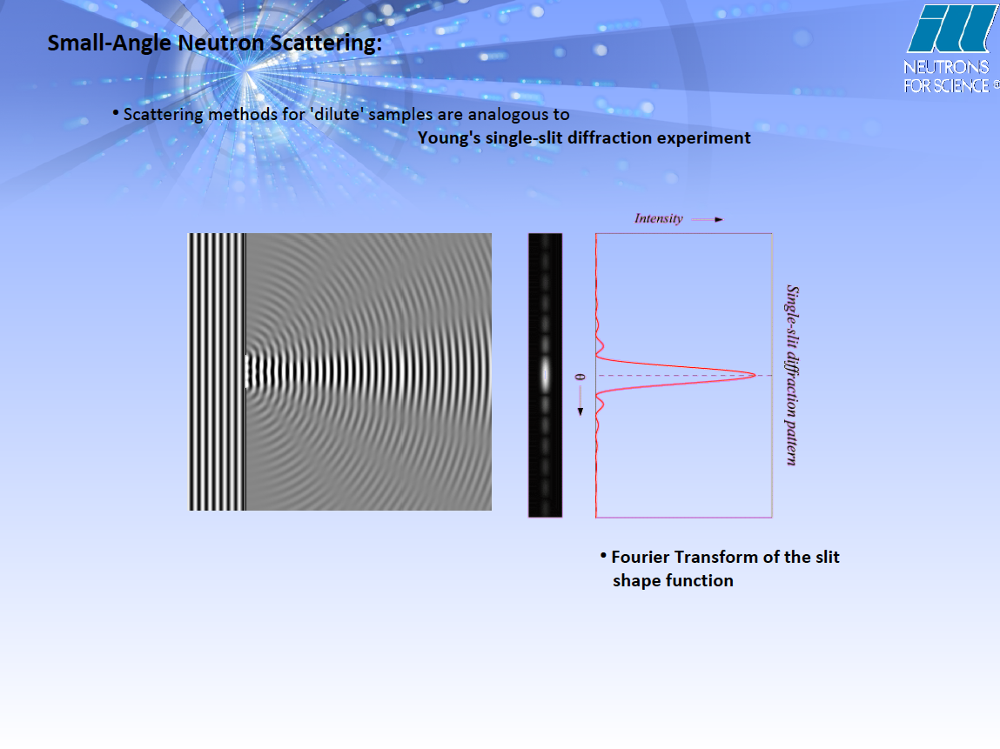 Small-Angle Neutron Scattering:
ill
NEUTRONS
FOR SCIENCE ®
• Scattering methods for 'dilute' samples are analogous to
Young's single-slit diffraction experiment
Intensity
θ
Single-slit diffraction pattern
• Fourier Transform of the slit
shape function